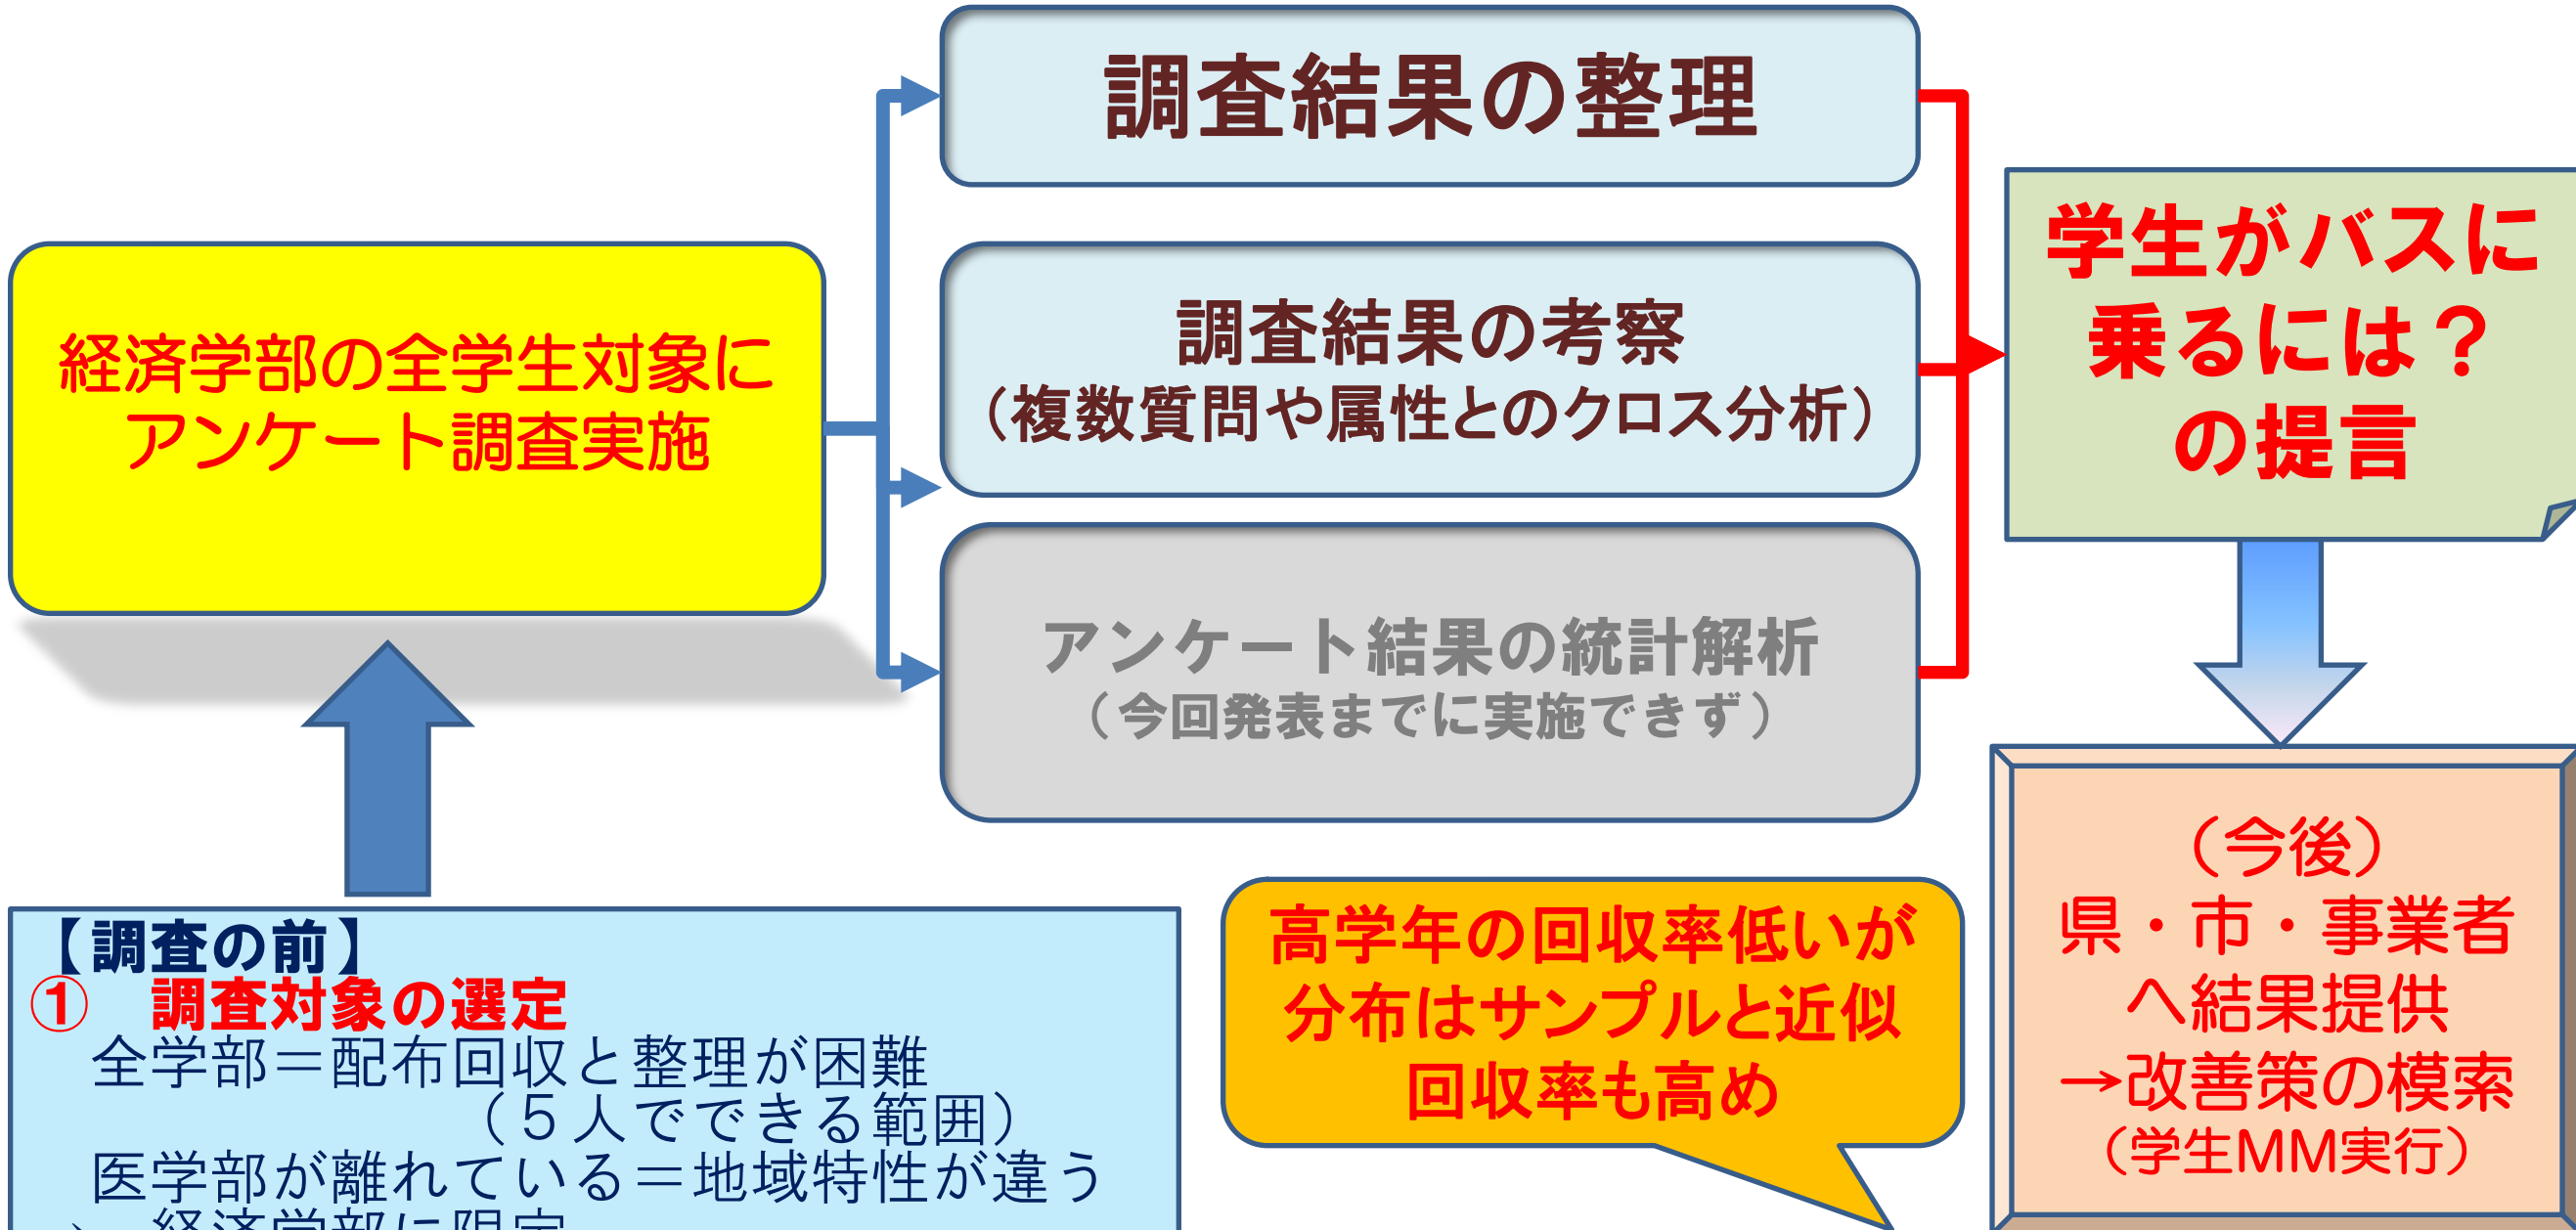 調査結果の整理
経済学部の全学生対象に
アンケート調査実施
調査結果の考察
（複数質問や属性とのクロス分析）
アンケート結果の統計解析
（今回発表までに実施できず）
学生がバスに
乗るには？
の提言
（今後）
県・市・事業者
へ結果提供
→改善策の模索
（学生MM実行）
高学年の回収率低いが
分布はサンプルと近似
回収率も高め
【調査の前】
①　調査対象の選定
全学部＝配布回収と整理が困難
（５人でできる範囲）
医学部が離れている＝地域特性が違う
経済学部に限定